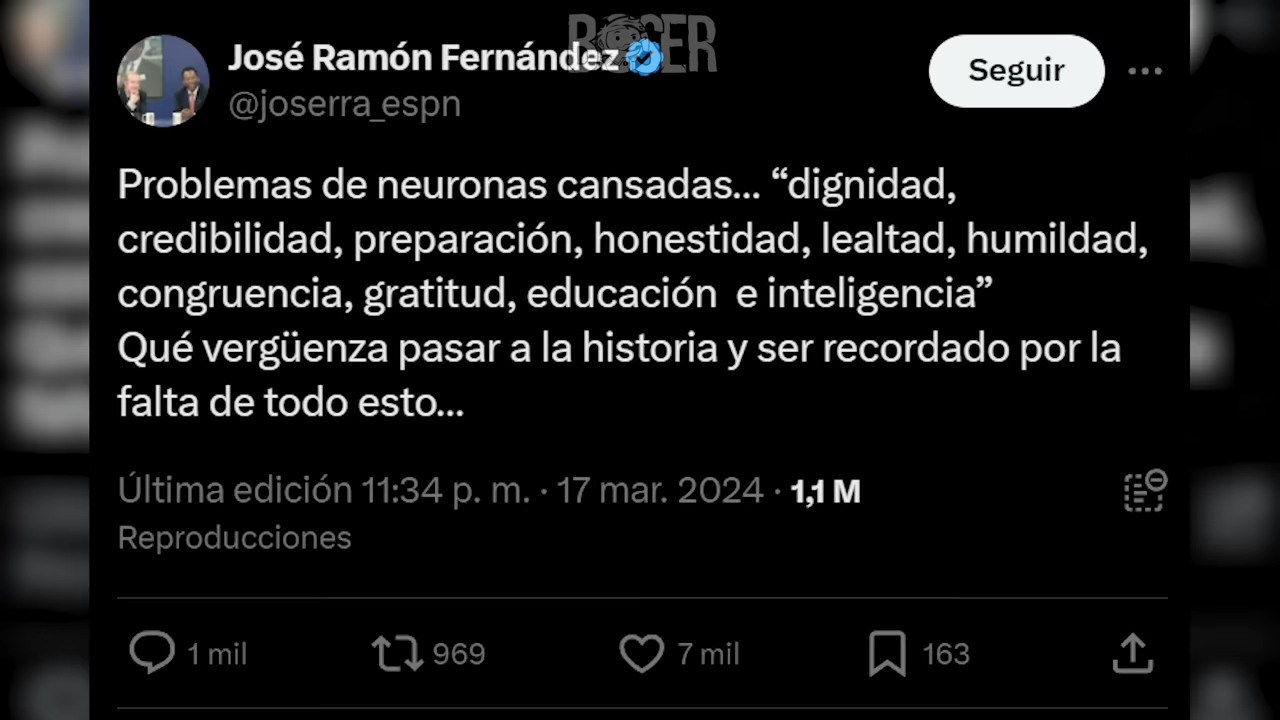 BOSER
José Ramón Fernández
Seguir
@joserra_espn
Problemas de neuronas cansadas... “dignidad,
credibilidad, preparación, honestidad, lealtad, humildad,
congruencia, gratitud, educación  e inteligencia”
Qué vergüenza pasar a la historia y ser recordado por la
falta de todo esto...
Última edición 11:34 p. m. · 17 mar. 2024 · 1,1 M
Reproducciones
1 mil
969
7 mil
163